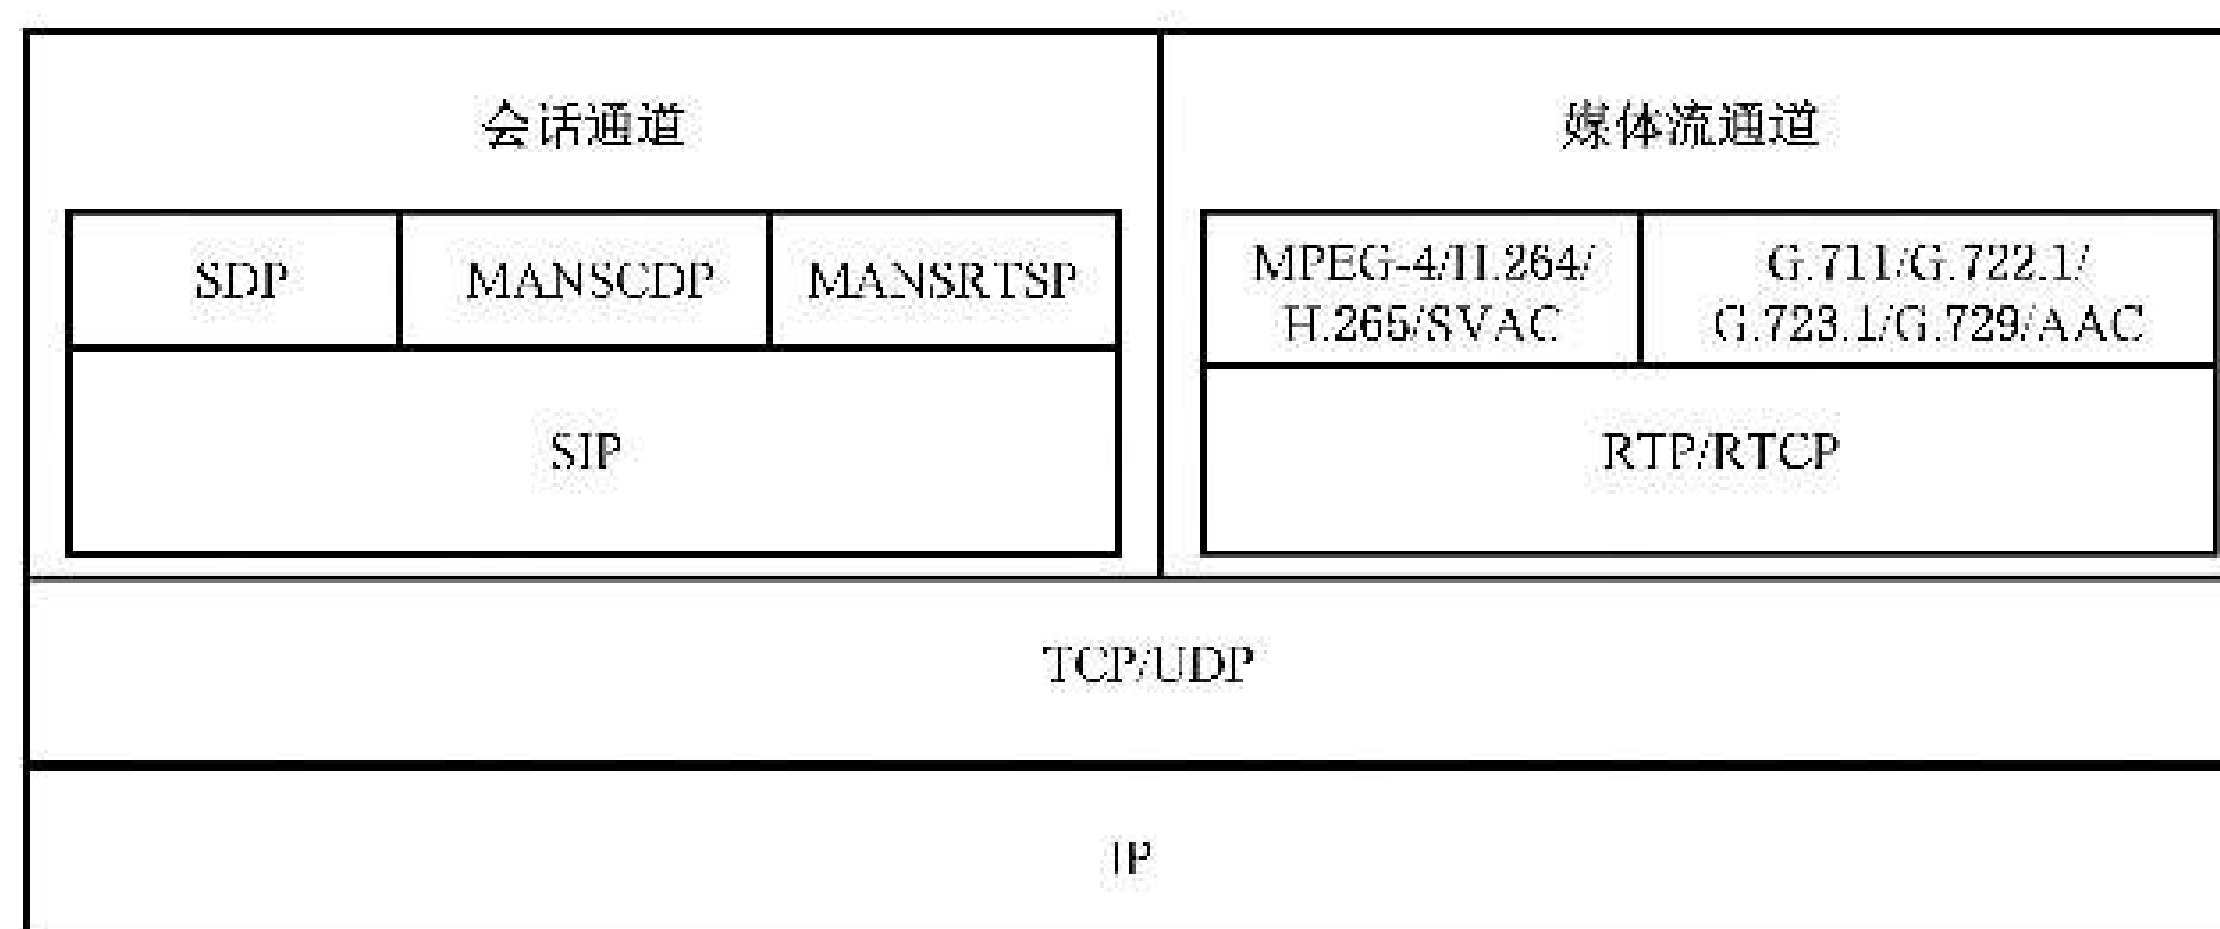 会话通道
媒体流通道
SDP
MANSCDP
MANSRTSP
MPEG-4/H.264/
H.265/SVAC
G.711/G.722.1/
G.723.1/G.729/AAC
SIP
RTP/RTCP
TCP/UDP
IP